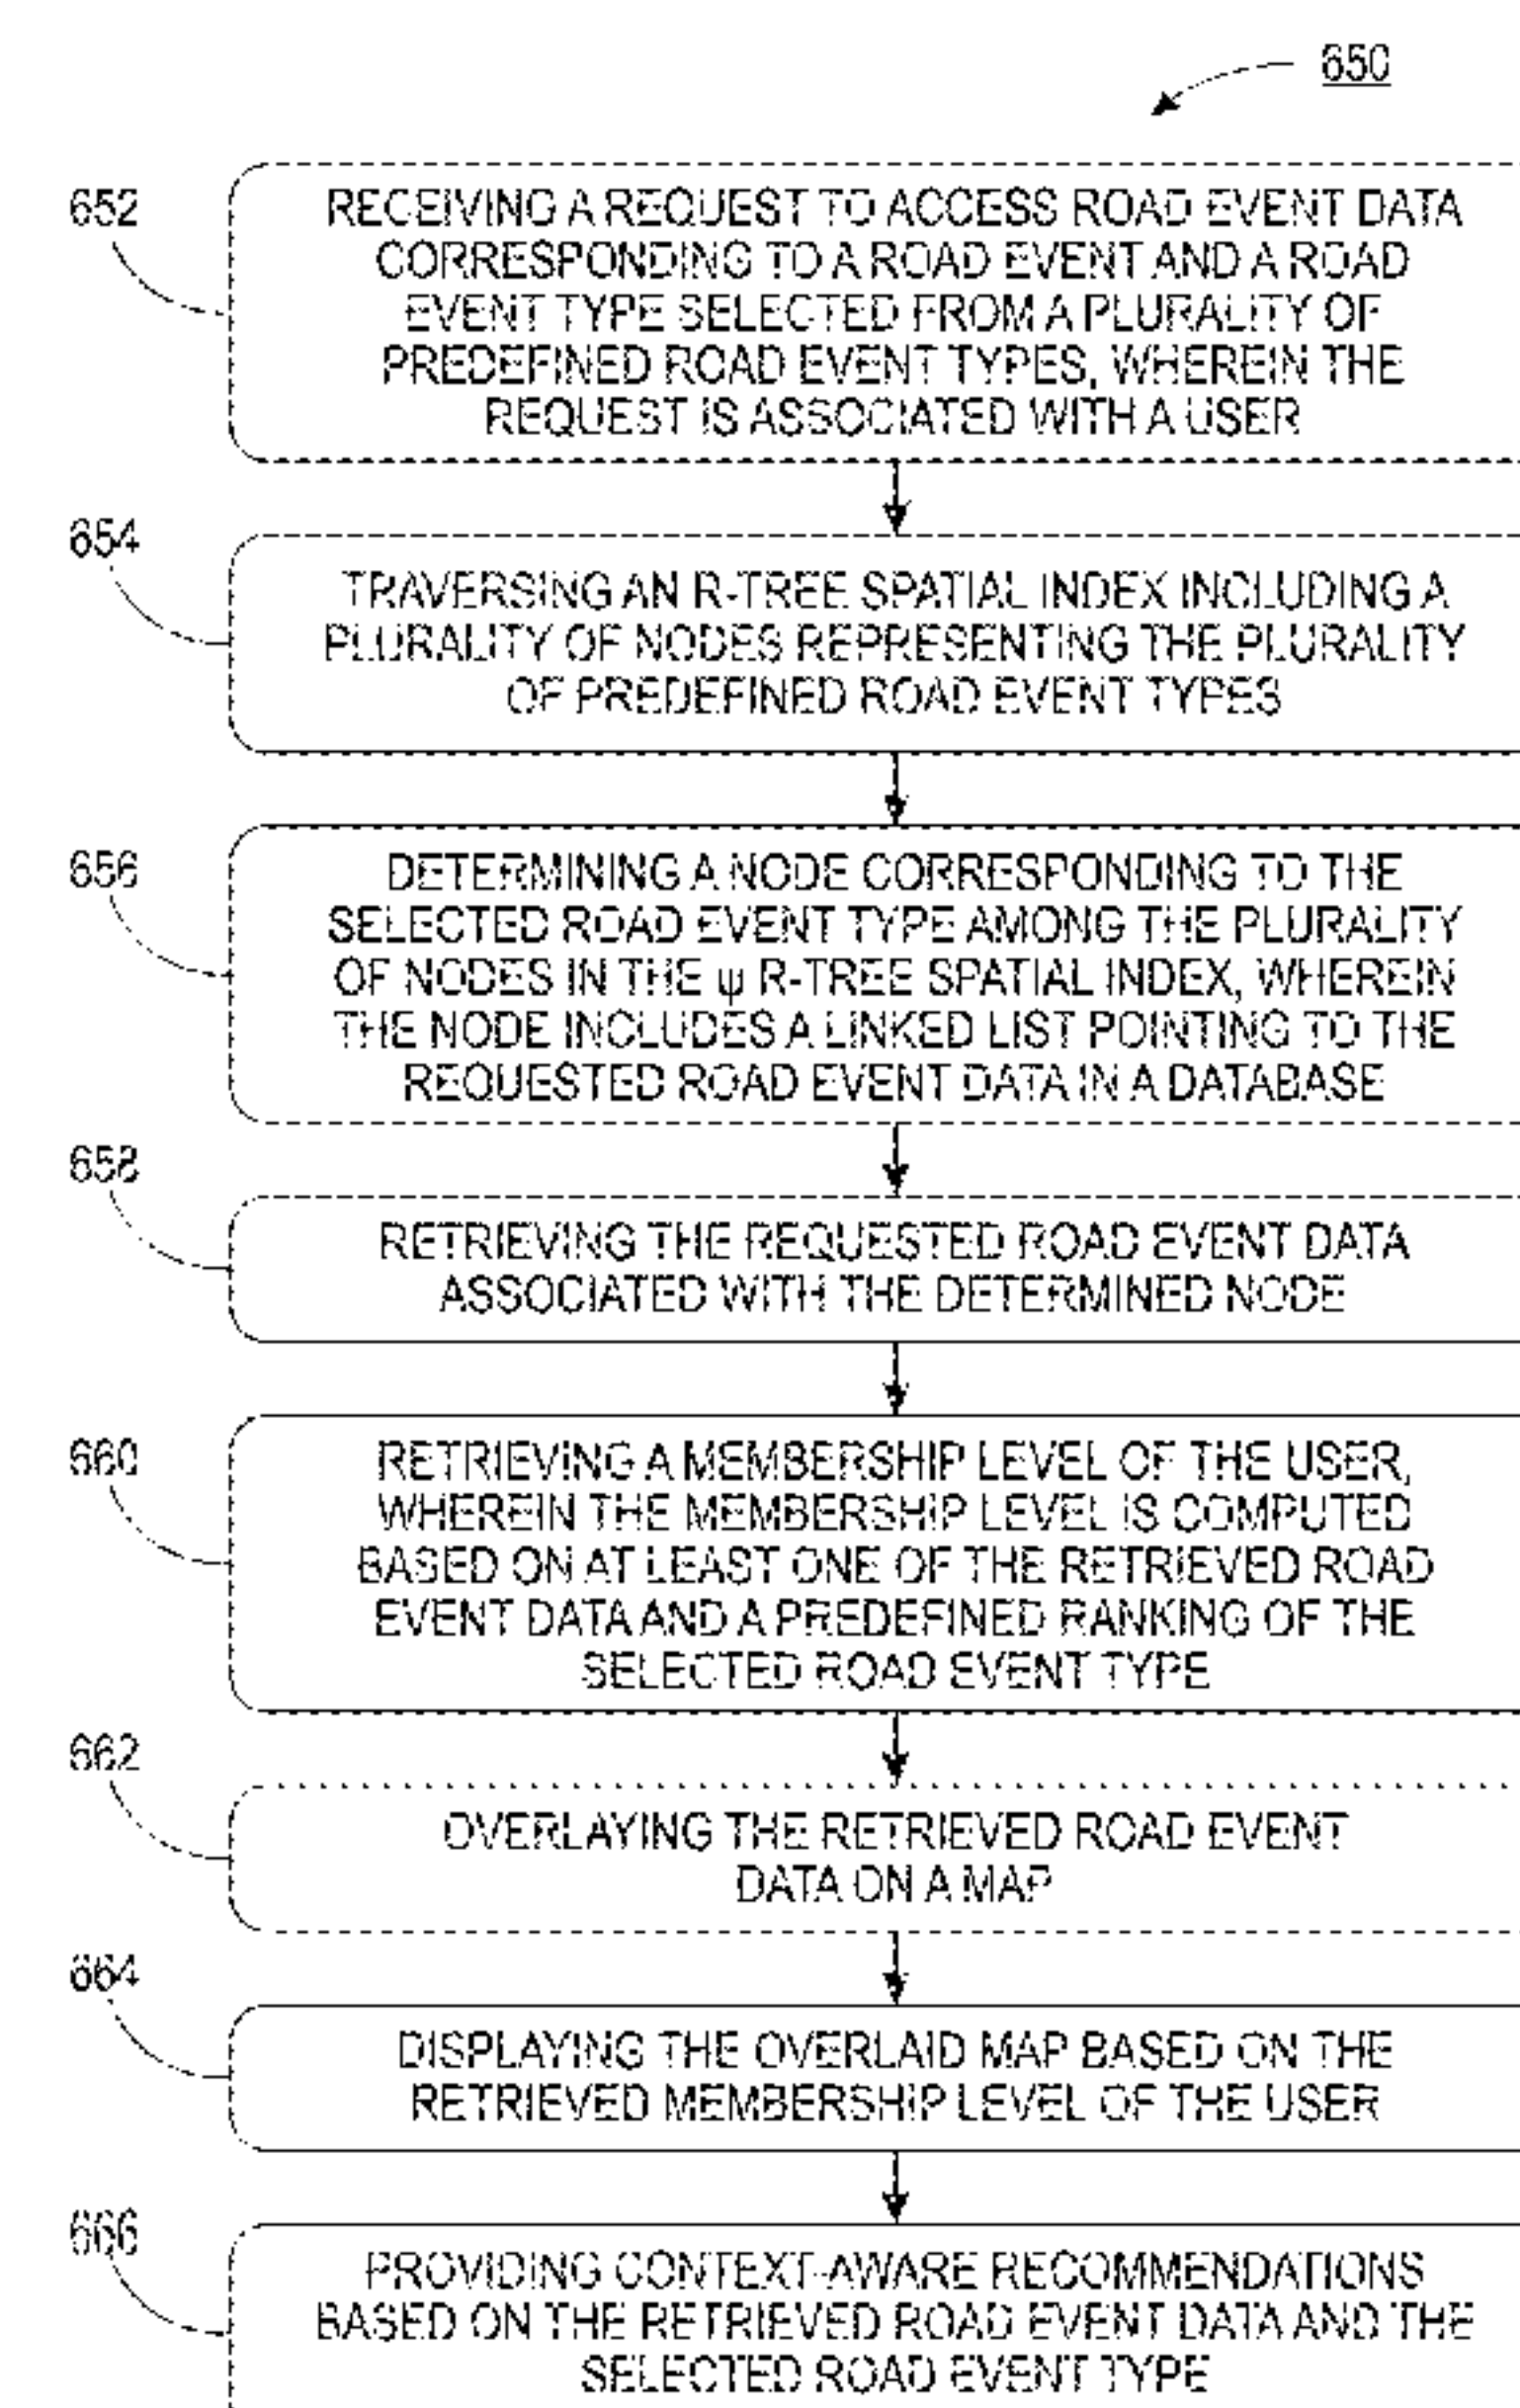 650
652
RECEIVING A REQUEST TO ACCESS ROAD EVENT DATA
CORRESPONDING TO A ROAD EVENT AND A ROAD
EVENT TYPE SELECTED FROM A PLURALITY OF
PREDEFINED ROAD EVENT TYPES, WHEREIN THE
REQUEST IS ASSOCIATED WITH A USER
654
TRAVERSING AN R-TREE SPATIAL INDEX INCLUDING A
PLURALITY OF NODES REPRESENTING THE PLURALITY
OF PREDEFINED ROAD EVENT TYPES
656
DETERMINING A NODE CORRESPONDING TO THE
SELECTED ROAD EVENT TYPE AMONG THE PLURALITY
OF NODES IN THE ψ R-TREE SPATIAL INDEX, WHEREIN
THE NODE INCLUDES A LINKED LIST POINTING TO THE
REQUESTED ROAD EVENT DATA IN A DATABASE
658
RETRIEVING THE REQUESTED ROAD EVENT DATA
ASSOCIATED WITH THE DETERMINED NODE
660
RETRIEVING A MEMBERSHIP LEVEL OF THE USER,
WHEREIN THE MEMBERSHIP LEVEL IS COMPUTED
BASED ON AT LEAST ONE OF THE RETRIEVED ROAD
EVENT DATA AND A PREDEFINED RANKING OF THE
SELECTED ROAD EVENT TYPE
662
OVERLAYING THE RETRIEVED ROAD EVENT
DATA ON A MAP
664
DISPLAYING THE OVERLAID MAP BASED ON THE
RETRIEVED MEMBERSHIP LEVEL OF THE USER
666
PROVIDING CONTEXT-AWARE RECOMMENDATIONS
BASED ON THE RETRIEVED ROAD EVENT DATA AND THE
SELECTED ROAD EVENT TYPE